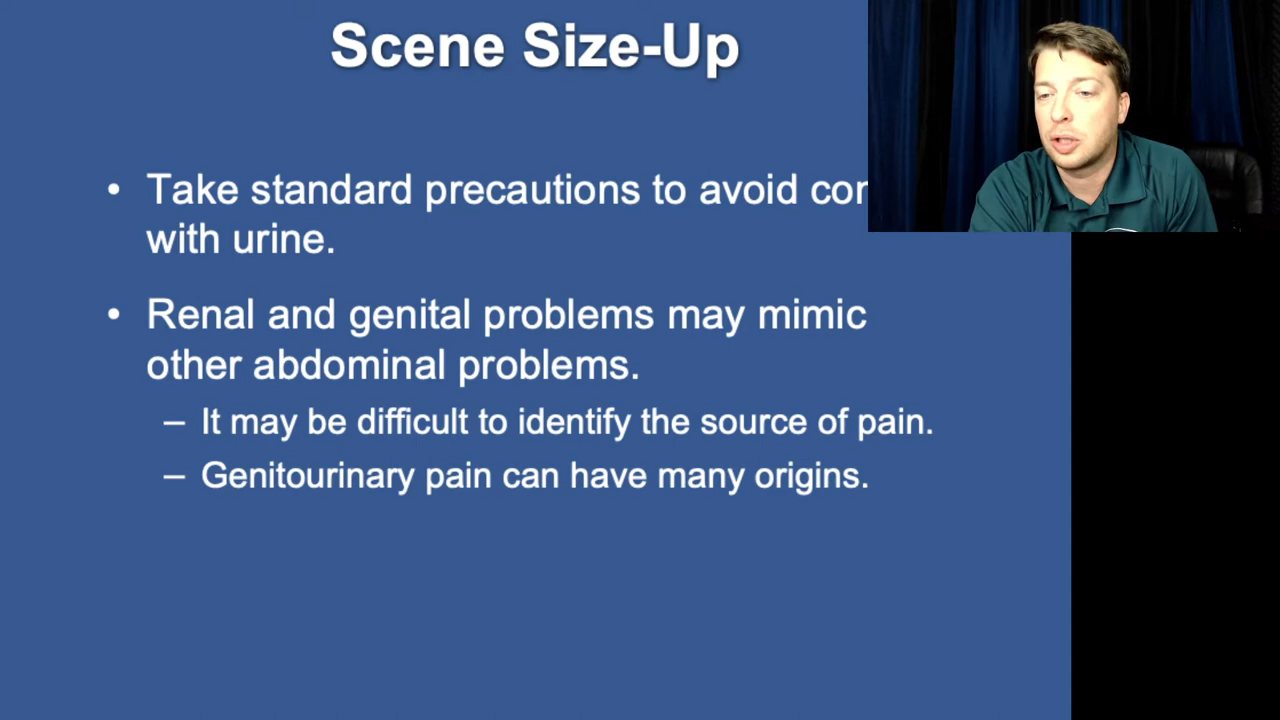 Scene Size-Up
• Take standard precautions to avoid
with urine.
• Renal and genital problems may mimic
other abdominal problems.
– It may be difficult to identify the source of pain.
– Genitourinary pain can have many origins.